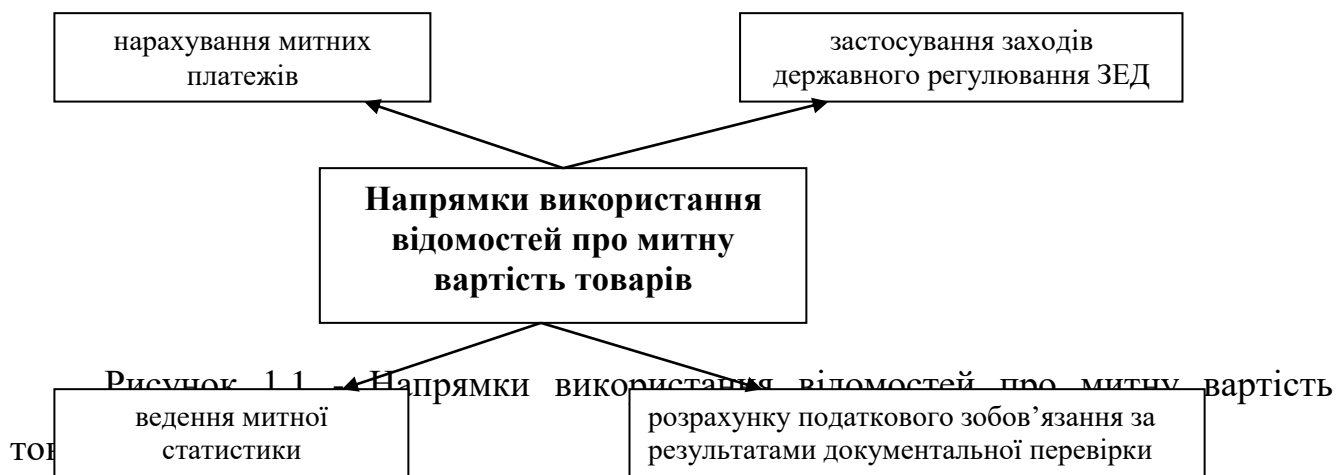 нарахування митних
платежів
застосування заходів
державного регулювання ЗЕД
Напрямки використання
відомостей про митну
вартість товарів
Рисунок 1.1 - Напрямки використання відомостей про митну вартість
ведення митної
статистики
розрахунку податкового зобов’язання за
результатами документальної перевірки